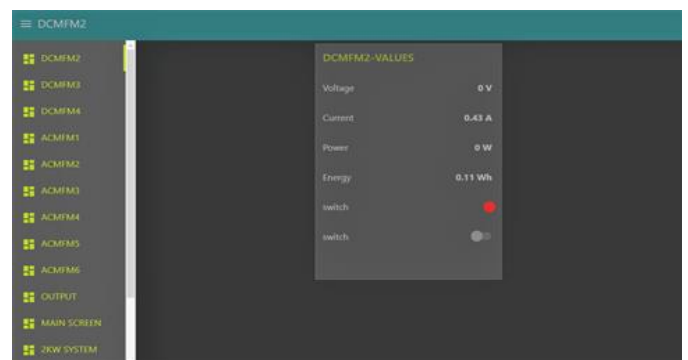 DCMFM2
DCMFM2
DCMFM3
DCMFM4
ACMFM1
ACMFM2
ACMFM3
ACMFM4
ACMFM5
ACMFM6
OUTPUT
MAIN SCREEN
2KW SYSTEM
DCMFM2-VALUES
Voltage 0 V
Current 0.43 A
Power 0 W
Energy 0.11 Wh
switch
switch